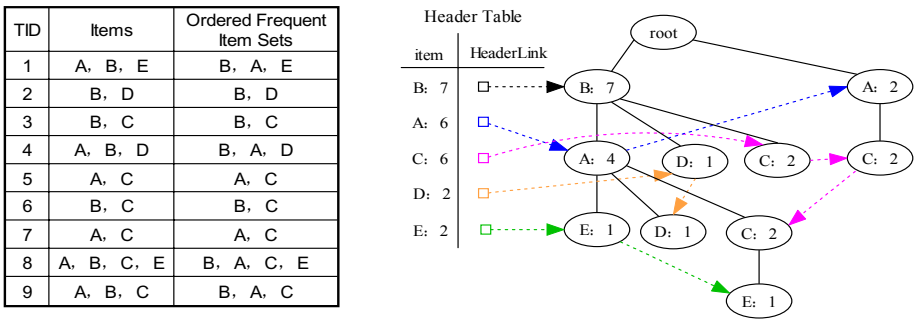 TID Items Ordered Frequent
Item Sets
1 A, B, E B, A, E
2 B, D B, D
3 B, C B, C
4 A, B, D B, A, D
5 A, C A, C
6 B, C B, C
7 A, C A, C
8 A, B, C, E B, A, C, E
9 A, B, C B, A, C
Header Table
item HeaderLink
B: 7
A: 6
C: 6
D: 2
E: 2
root
B: 7 A: 2
A: 4 D: 1 C: 2 C: 2
E: 1 D: 1 C: 2
E: 1